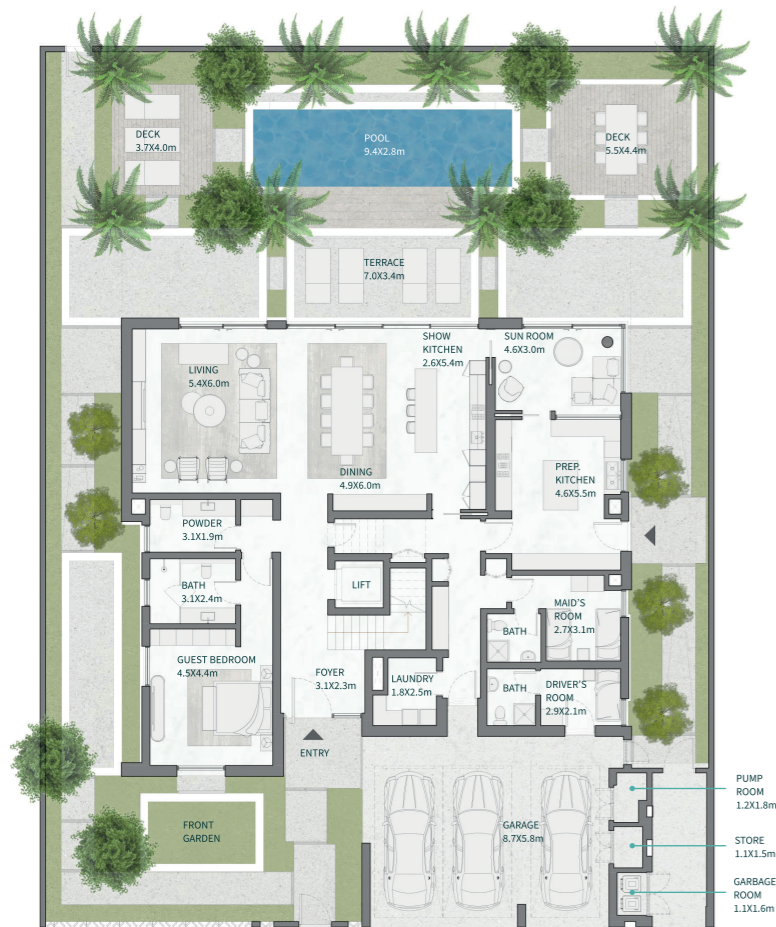 DECK
3.7X4.0m
POOL
9.4X2.8m
DECK
5.5X4.4m
TERRACE
7.0X3.4m
SHOW
KITCHEN
2.6X5.4m
SUN ROOM
4.6X3.0m
LIVING
5.4X6.0m
DINING
4.9X6.0m
PREP.
KITCHEN
4.6X5.5m
POWDER
3.1X1.9m
BATH
3.1X2.4m
LIFT
BATH
MAID'S
ROOM
2.7X3.1m
GUEST BEDROOM
4.5X4.4m
FOYER
3.1X2.3m
LAUNDRY
1.8X2.5m
BATH
DRIVER'S
ROOM
2.9X2.1m
ENTRY
FRONT
GARDEN
GARAGE
8.7X5.8m
PUMP
ROOM
1.2X1.8m
STORE
1.1X1.5m
GARBAGE
ROOM
1.1X1.6m